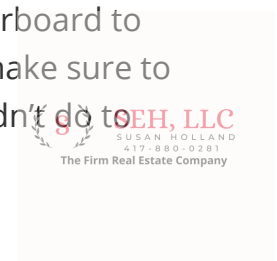 rboard to
ake sure to
dn't do to
SEH, LLC
SUSAN HOLLAND
417-880-0281
The Firm Real Estate Company